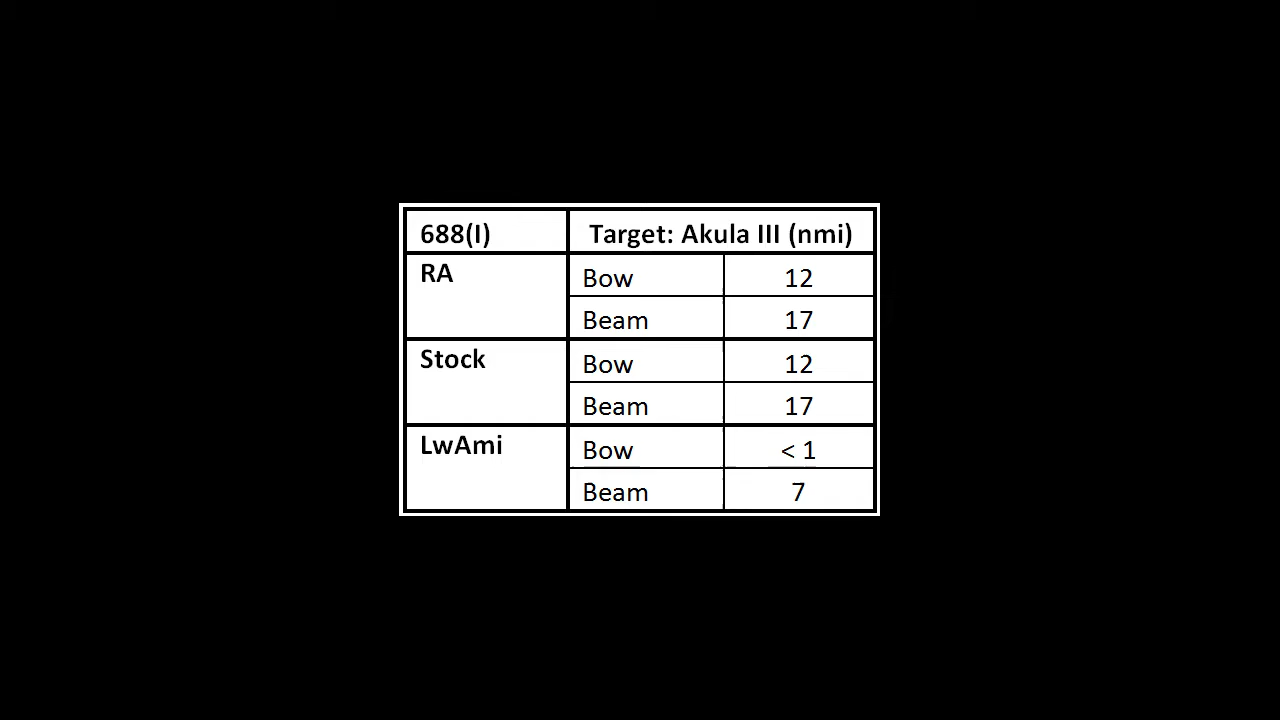 688(I) Target: Akula III (nmi)
RA Bow 12
Beam 17
Stock Bow 12
Beam 17
LwAmi Bow < 1
Beam 7